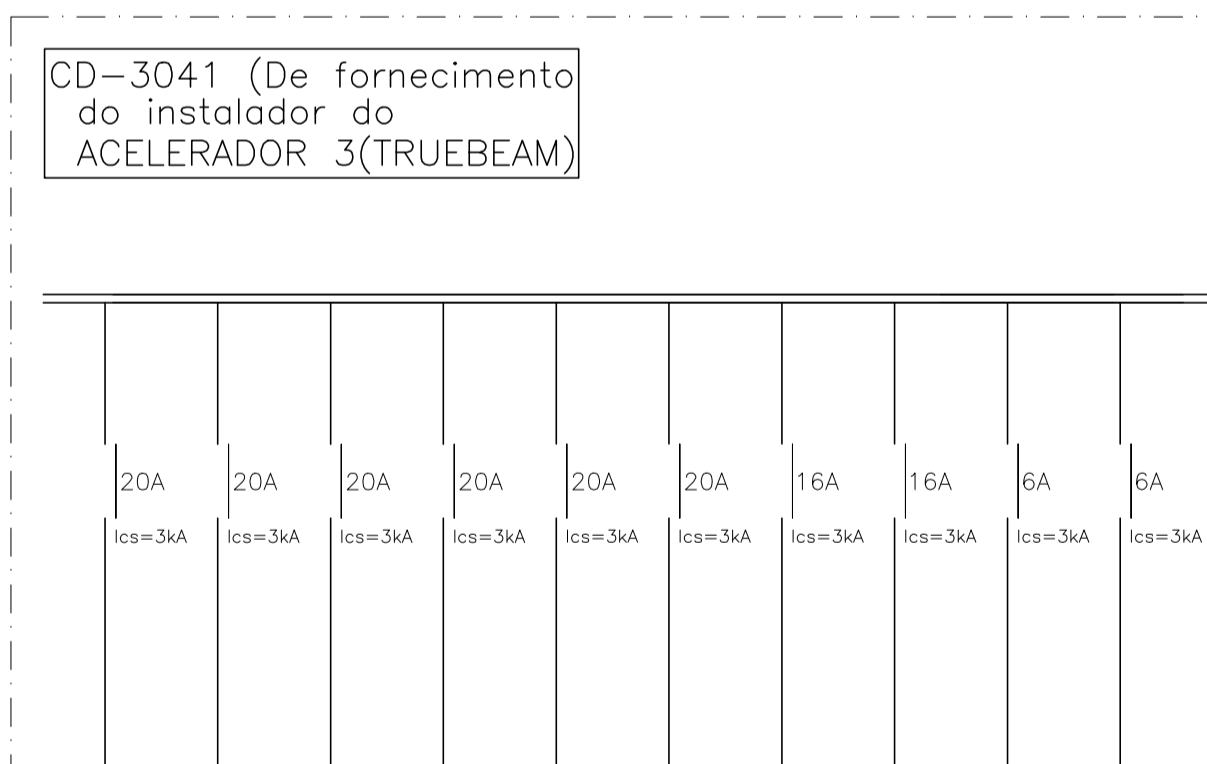 CD-3041 (De fornecimento
do instalador do
ACELERADOR 3(TRUEBEAM)
20A 20A 20A 20A 20A 20A 16A 16A 6A 6A
Ics=3kA Ics=3kA Ics=3kA Ics=3kA Ics=3kA Ics=3kA Ics=3kA Ics=3kA Ics=3kA Ics=3kA